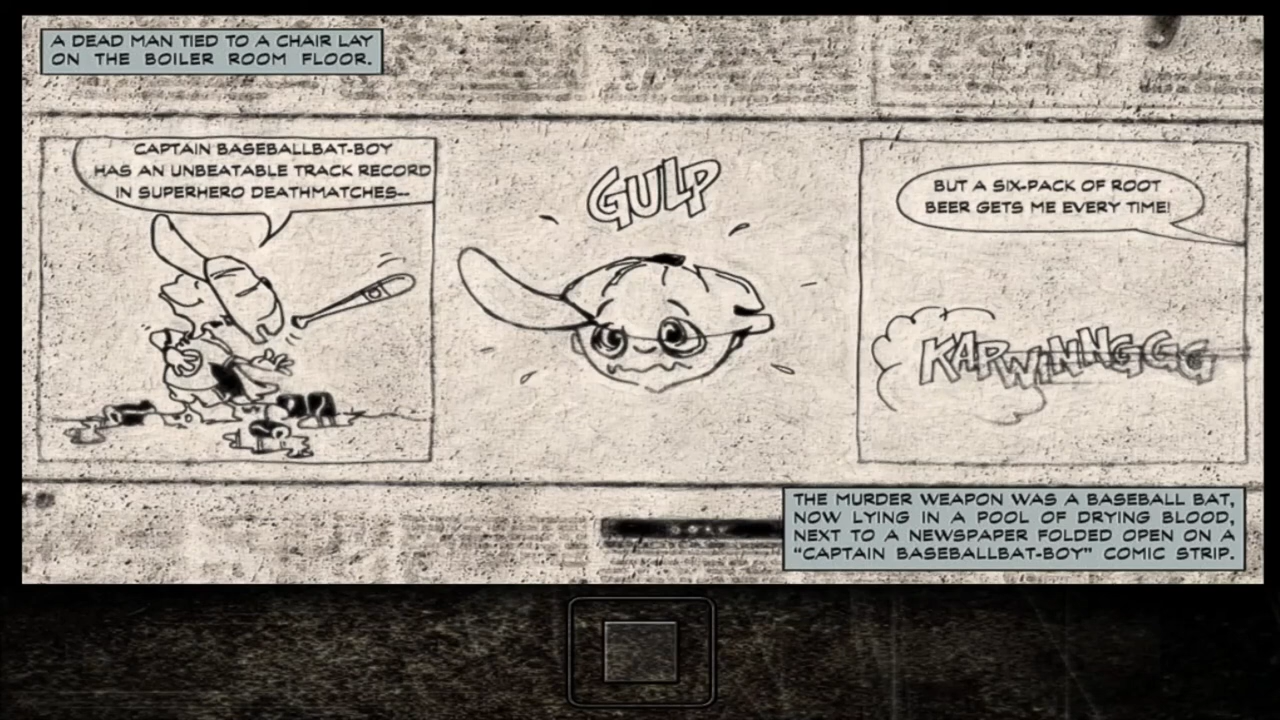 A DEAD MAN TIED TO A CHAIR LAY
ON THE BOILER ROOM FLOOR.
CAPTAIN BASEBALLBAT-BOY
HAS AN UNBEATABLE TRACK RECORD
IN SUPERHERO DEATHMATCHES--
GULP
BUT A SIX-PACK OF ROOT
BEER GETS ME EVERY TIME!
KARWINNGGG
THE MURDER WEAPON WAS A BASEBALL BAT,
NOW LYING IN A POOL OF DRYING BLOOD,
NEXT TO A NEWSPAPER FOLDED OPEN ON A
“CAPTAIN BASEBALLBAT-BOY” COMIC STRIP.